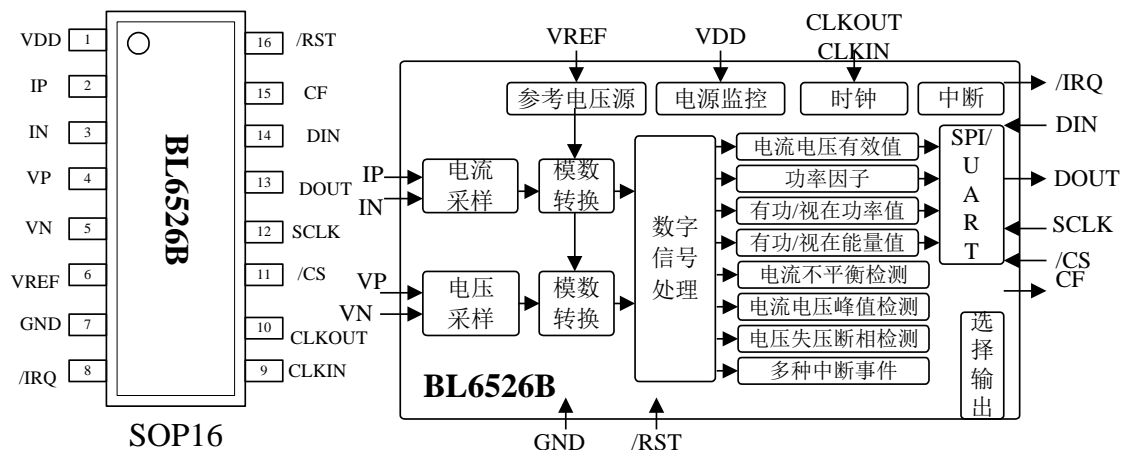 VDD 1
IP 2
IN 3
VP 4
VN 5
VREF 6
GND 7
/IRQ 8
BL6526B
16 /RST
15 CF
14 DIN
13 DOUT
12 SCLK
11 /CS
10 CLKOUT
9 CLKIN
SOP16
VREF
VDD
CLKOUT
CLKIN
参考电压源
电源监控
时钟
中断
/IRQ
DIN
DOUT
SCLK
/CS
CF
IP
IN
电流
采样
模数
转换
VP
VN
电压
采样
模数
转换
数字
信号
处理
电流电压有效值
功率因子
有功/视在功率值
有功/视在能量值
电流不平衡检测
电流电压峰值检测
电压失压断相检测
多种中断事件
SPI/
U
A
R
T
选
择
输
出
BL6526B
GND
/RST